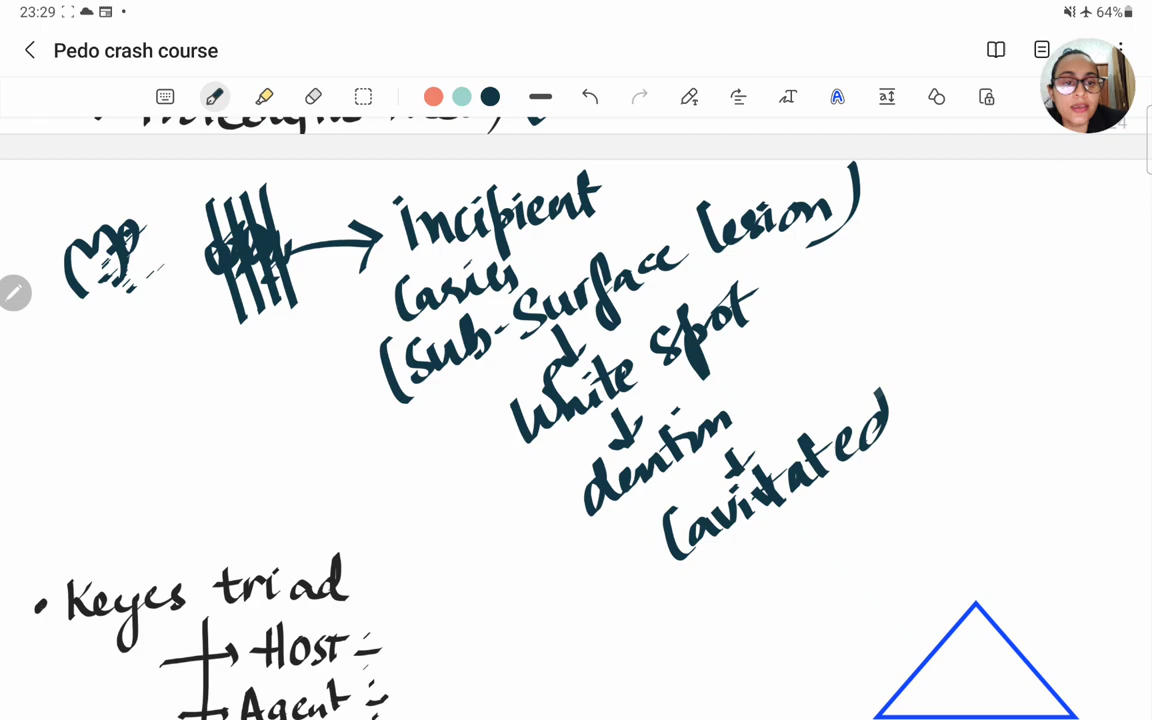 23:29
64%
Pedo crash course
incipient
Caries
(Sub-Surface lesion)
White spot
dentin
Cavitated
• Keyes triad
→ Host -
→ Agent -